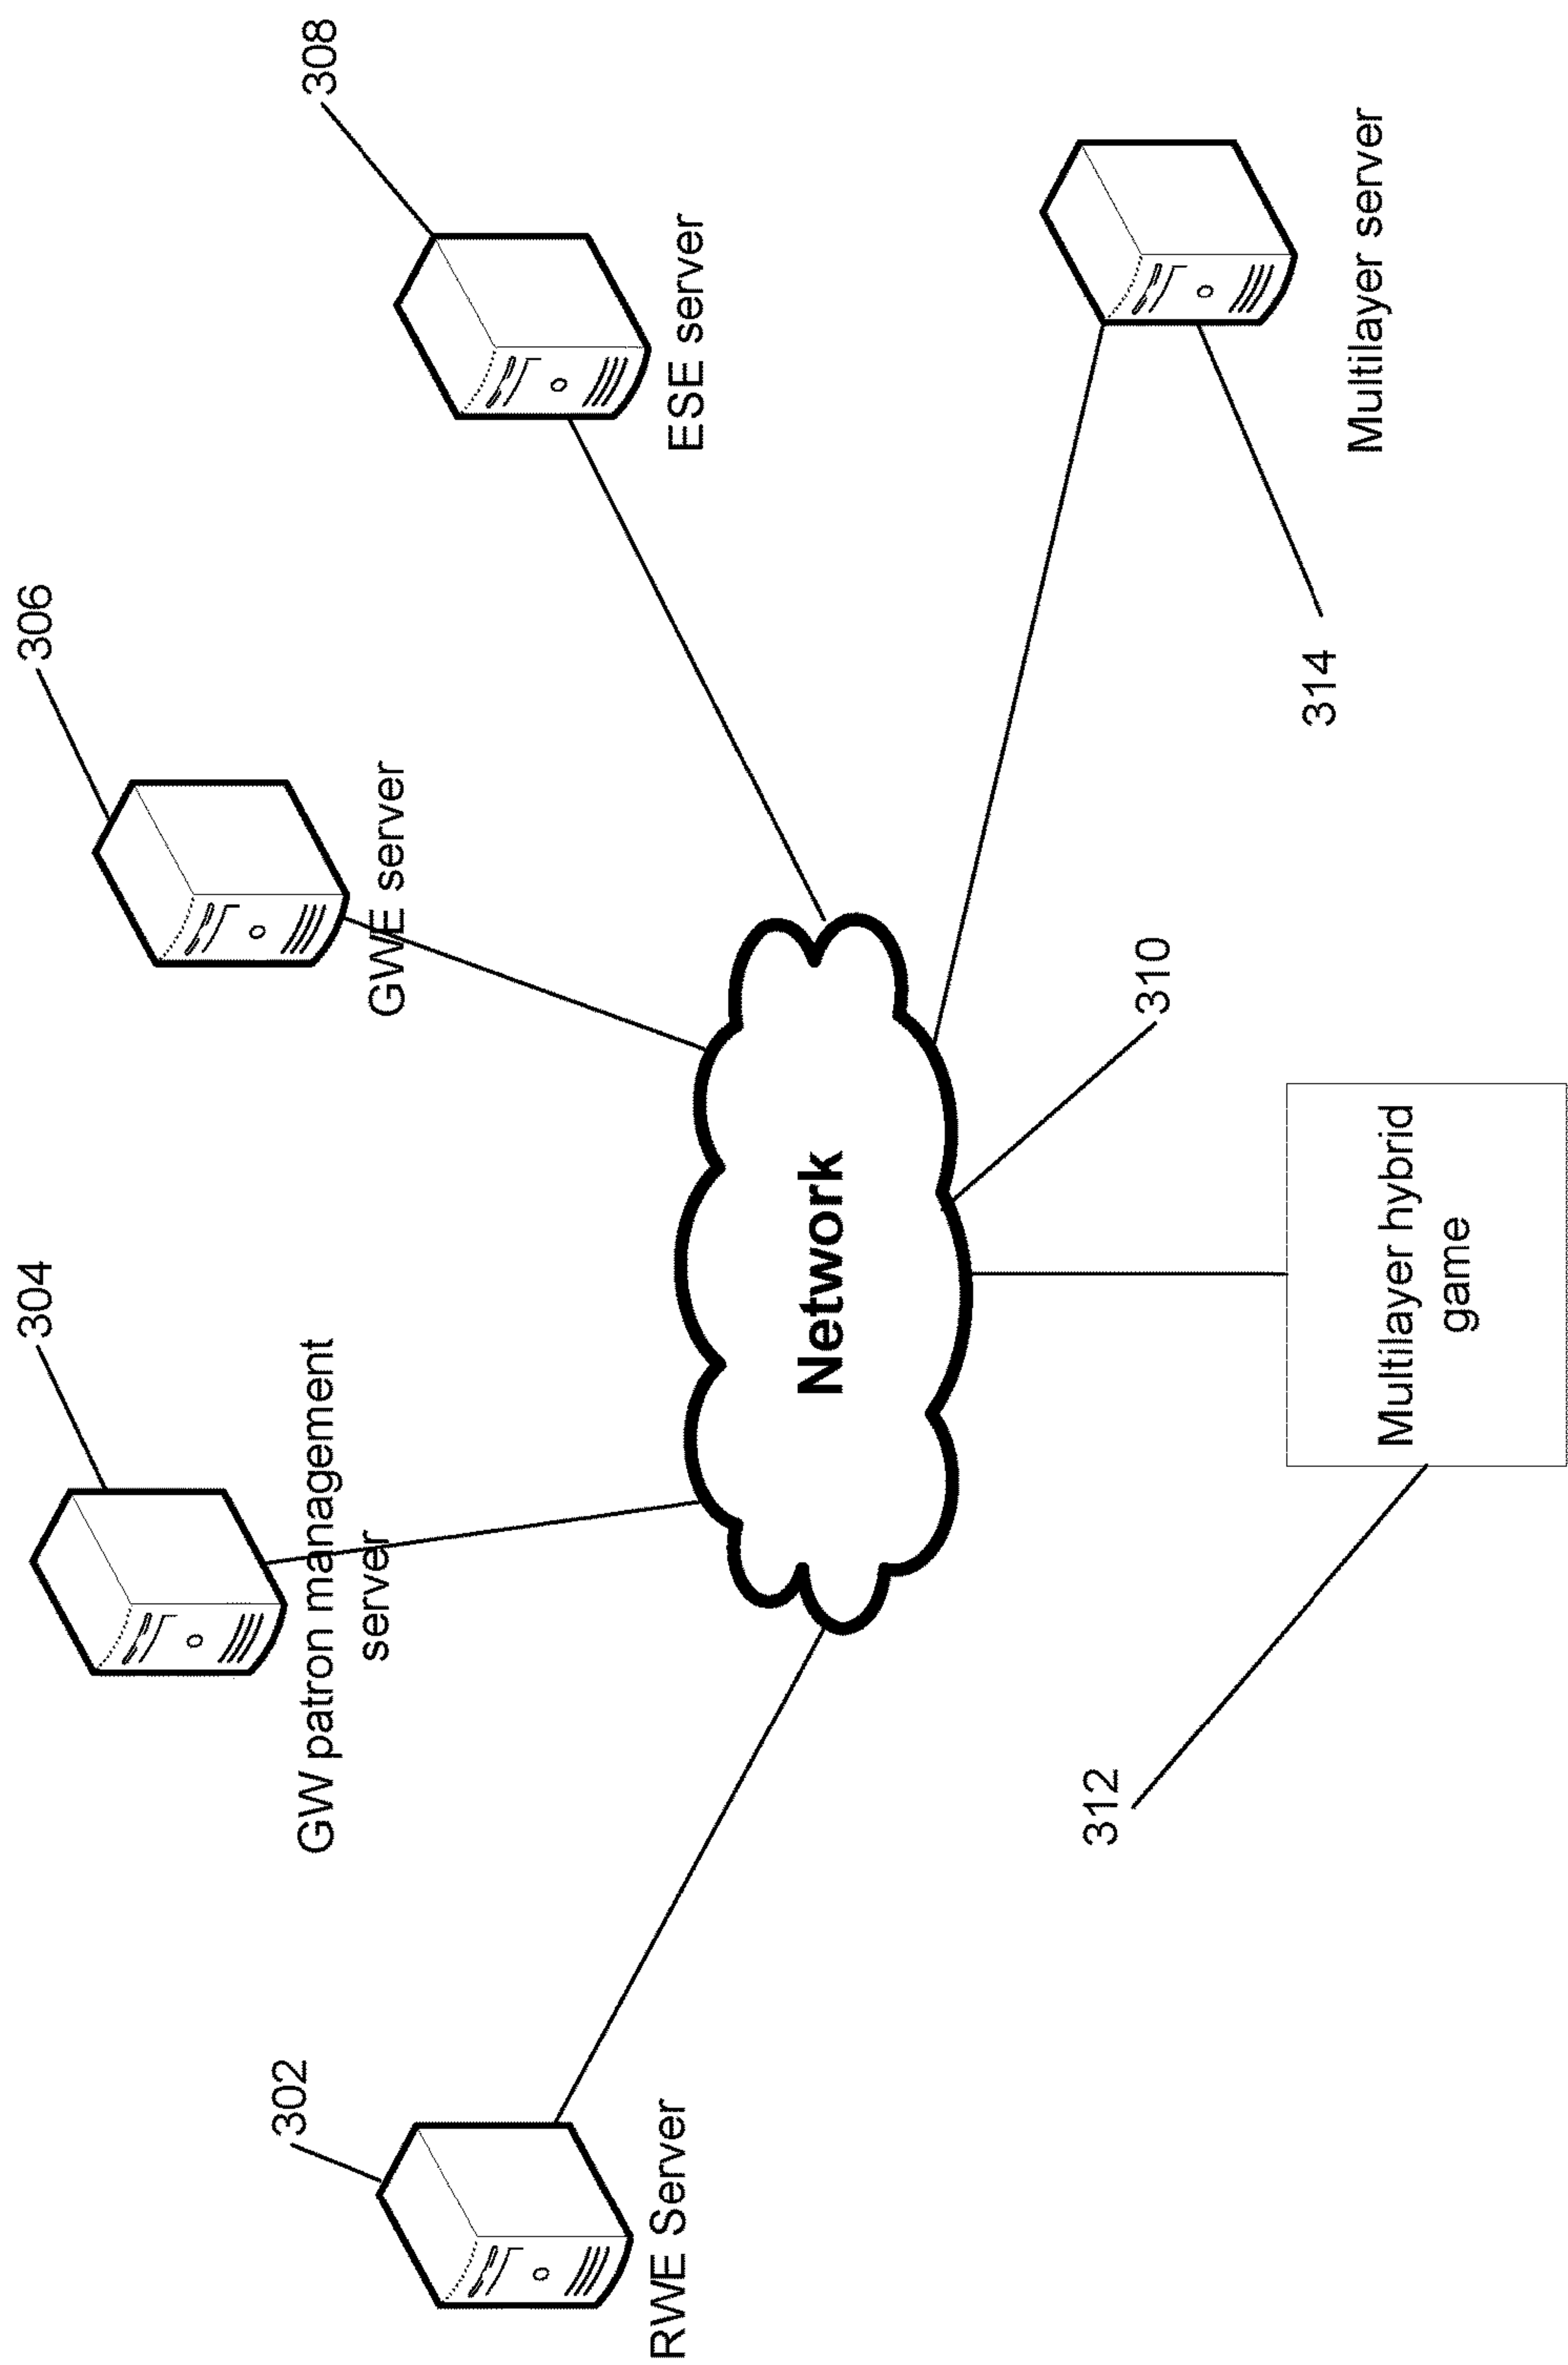 304
306
308
302
GW patron management
server
GWE server
ESE server
RWE Server
Network
310
312
314
Multilayer hybrid
game
Multilayer server